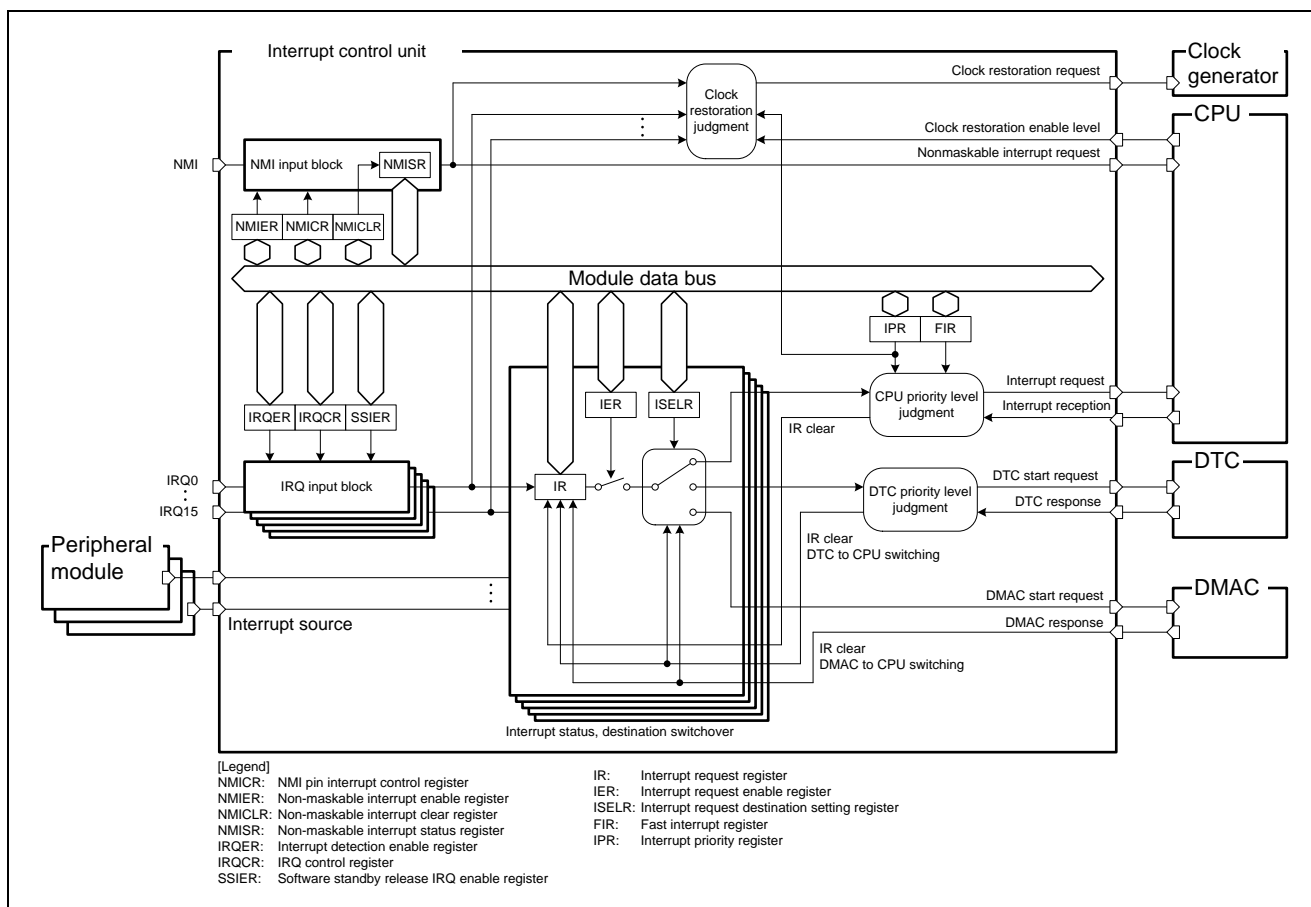 Interrupt control unit
Clock
generator
Clock restoration request
Clock
restoration
judgment
CPU
Clock restoration enable level
Nonmaskable interrupt request
NMI
NMI input block
NMISR
NMIER
NMICR
NMICLR
Module data bus
IPR
FIR
IRQER
IRQCR
SSIER
IER
ISELR
CPU priority level
judgment
Interrupt request
Interrupt reception
IR clear
IRQ0
IRQ15
IRQ input block
IR
DTC priority level
judgment
DTC start request
DTC response
DTC
IR clear
DTC to CPU switching
Peripheral
module
Interrupt source
DMAC start request
DMAC response
DMAC
IR clear
DMAC to CPU switching
Interrupt status, destination switchover
[Legend]
NMICR: NMI pin interrupt control register
NMIER: Non-maskable interrupt enable register
NMICLR: Non-maskable interrupt clear register
NMISR: Non-maskable interrupt status register
IRQER: Interrupt detection enable register
IRQCR: IRQ control register
SSIER: Software standby release IRQ enable register
IR: Interrupt request register
IER: Interrupt request enable register
ISELR: Interrupt request destination setting register
FIR: Fast interrupt register
IPR: Interrupt priority register